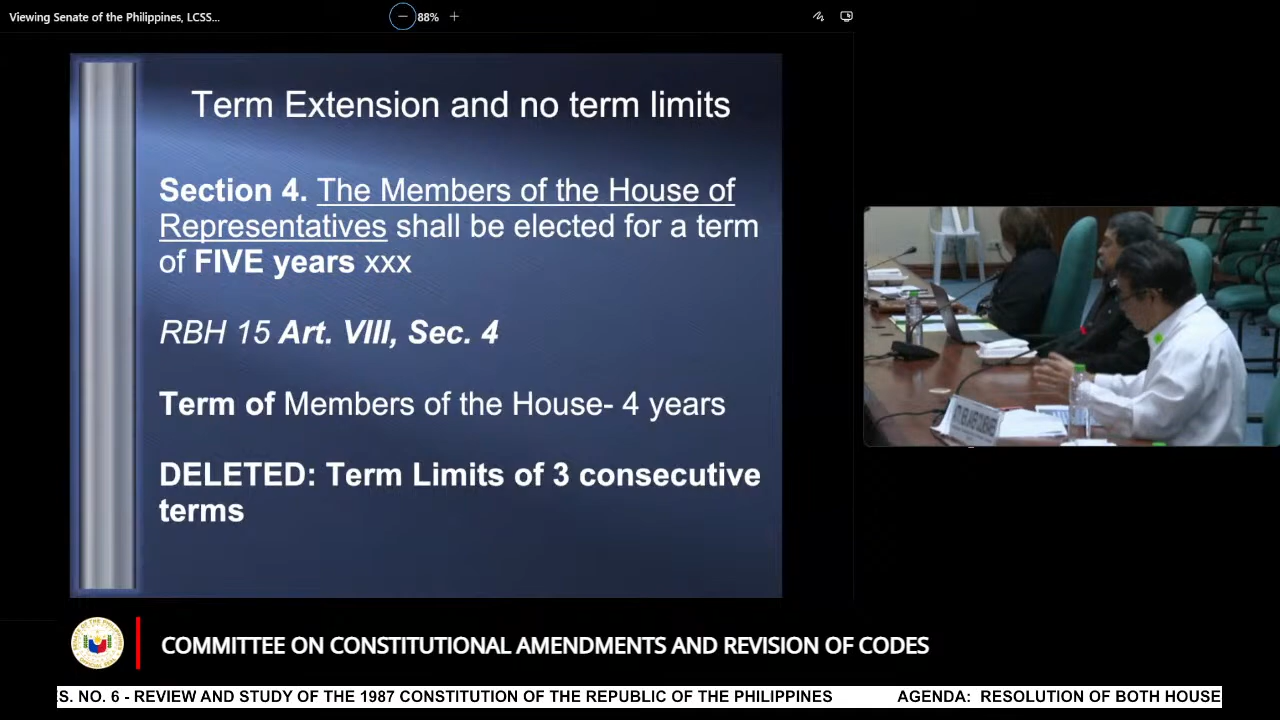 Viewing Senate of the Philippines, LCSS...
88%
Term Extension and no term limits
Section 4. The Members of the House of
Representatives shall be elected for a term
of FIVE years xxx
RBH 15 Art. VIII, Sec. 4
Term of Members of the House- 4 years
DELETED: Term Limits of 3 consecutive
terms
COMMITTEE ON CONSTITUTIONAL AMENDMENTS AND REVISION OF CODES
.S. NO. 6 - REVIEW AND STUDY OF THE 1987 CONSTITUTION OF THE REPUBLIC OF THE PHILIPPINES AGENDA: RESOLUTION OF BOTH HOUSE